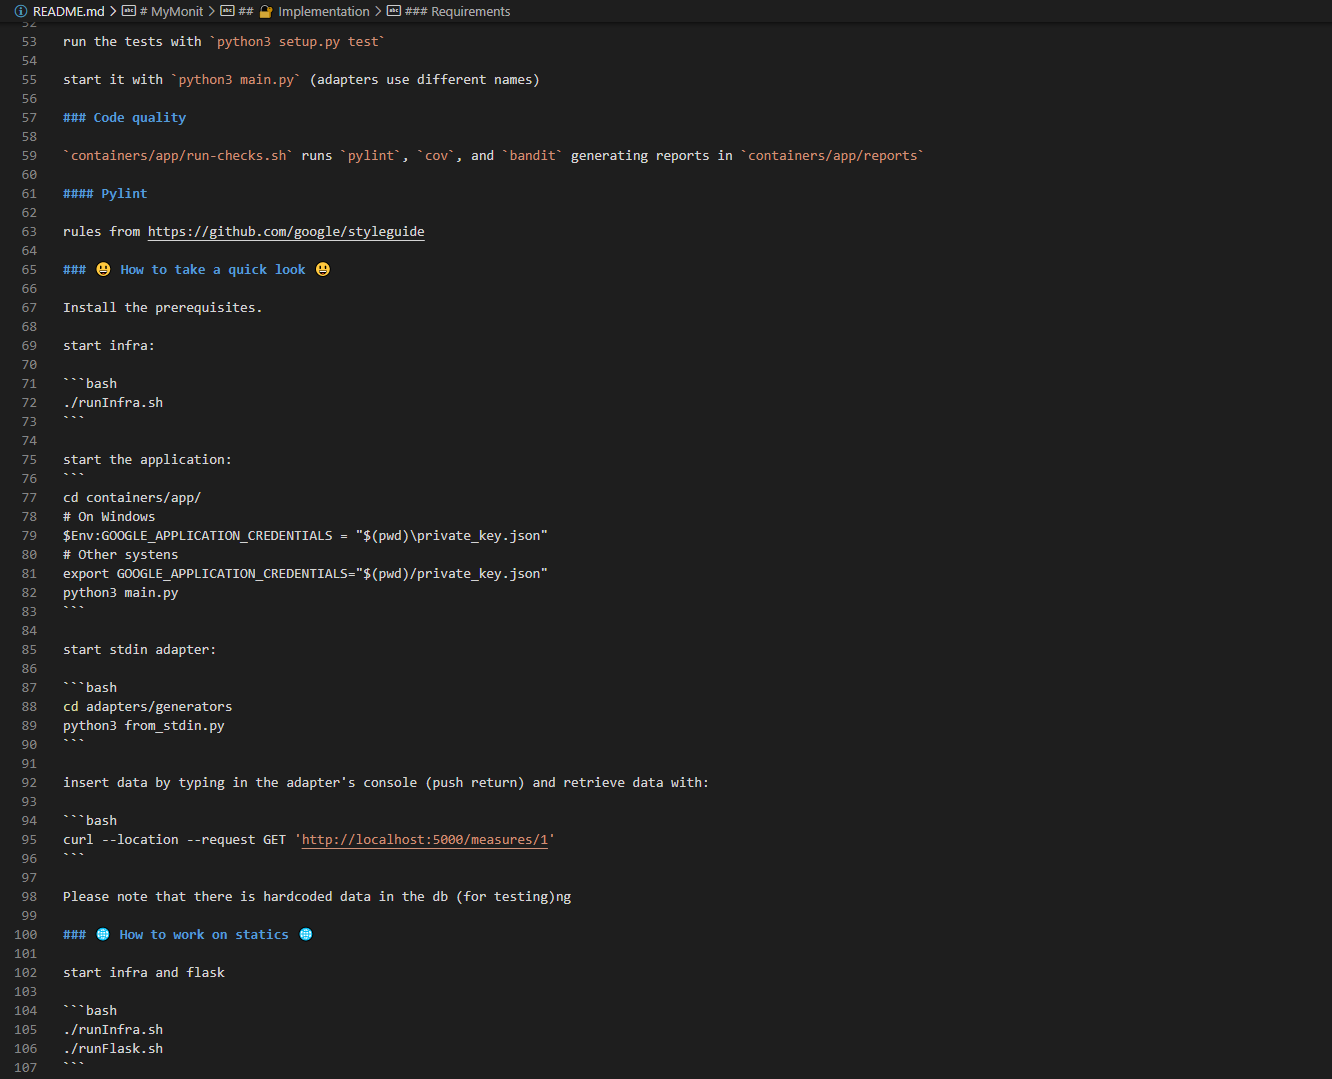 README.md > # MyMonit > ## 🔐 Implementation > ### Requirements
52
53 run the tests with `python3 setup.py test`
54
55 start it with `python3 main.py` (adapters use different names)
56
57 ### Code quality
58
59 `containers/app/run-checks.sh` runs `pylint`, `cov`, and `bandit` generating reports in `containers/app/reports`
60
61 #### Pylint
62
63 rules from https://github.com/google/styleguide
64
65 ### 😃 How to take a quick look 😃
66
67 Install the prerequisites.
68
69 start infra:
70
71 ```bash
72 ./runInfra.sh
73 ```
74
75 start the application:
76 ```
77 cd containers/app/
78 # On Windows
79 $Env:GOOGLE_APPLICATION_CREDENTIALS = "$(pwd)\private_key.json"
80 # Other systens
81 export GOOGLE_APPLICATION_CREDENTIALS="$(pwd)/private_key.json"
82 python3 main.py
83 ```
84
85 start stdin adapter:
86
87 ```bash
88 cd adapters/generators
89 python3 from_stdin.py
90 ```
91
92 insert data by typing in the adapter's console (push return) and retrieve data with:
93
94 ```bash
95 curl --location --request GET 'http://localhost:5000/measures/1'
96 ```
97
98 Please note that there is hardcoded data in the db (for testing)ng
99
100 ### 🌐 How to work on statics 🌐
101
102 start infra and flask
103
104 ```bash
105 ./runInfra.sh
106 ./runFlask.sh
107 ```